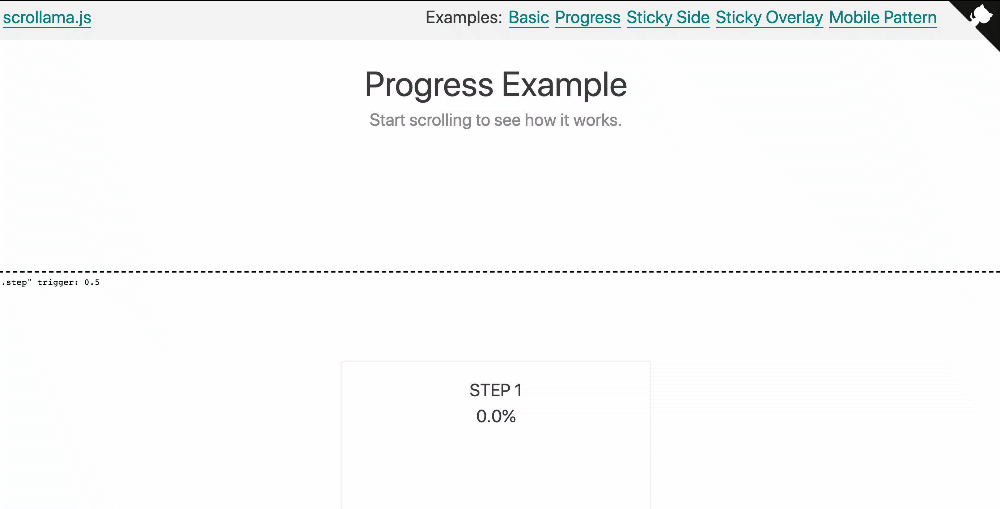 scrollama.js Examples: Basic Progress Sticky Side Sticky Overlay Mobile Pattern
Progress Example
Start scrolling to see how it works.
.step" trigger: 0.5
STEP 1
0.0%